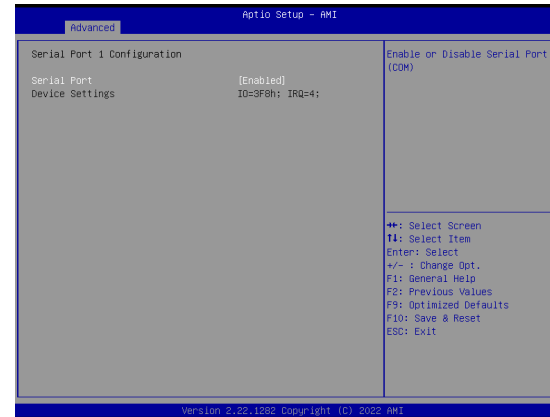 Aptio Setup - AMI
Advanced
Serial Port 1 Configuration
Serial Port [Enabled]
Device Settings IO=3F8h; IRQ=4;
Enable or Disable Serial Port
(COM)
→←: Select Screen
↑↓: Select Item
Enter: Select
+/- : Change Opt.
F1: General Help
F2: Previous Values
F9: Optimized Defaults
F10: Save & Reset
ESC: Exit
Version 2.22.1282 Copyright (C) 2022 AMI